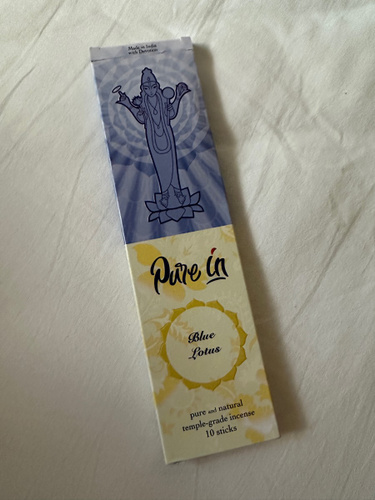 Made in India
with Devotion
Pure in
Blue
Lotus
pure and natural
temple-grade incense
10 sticks